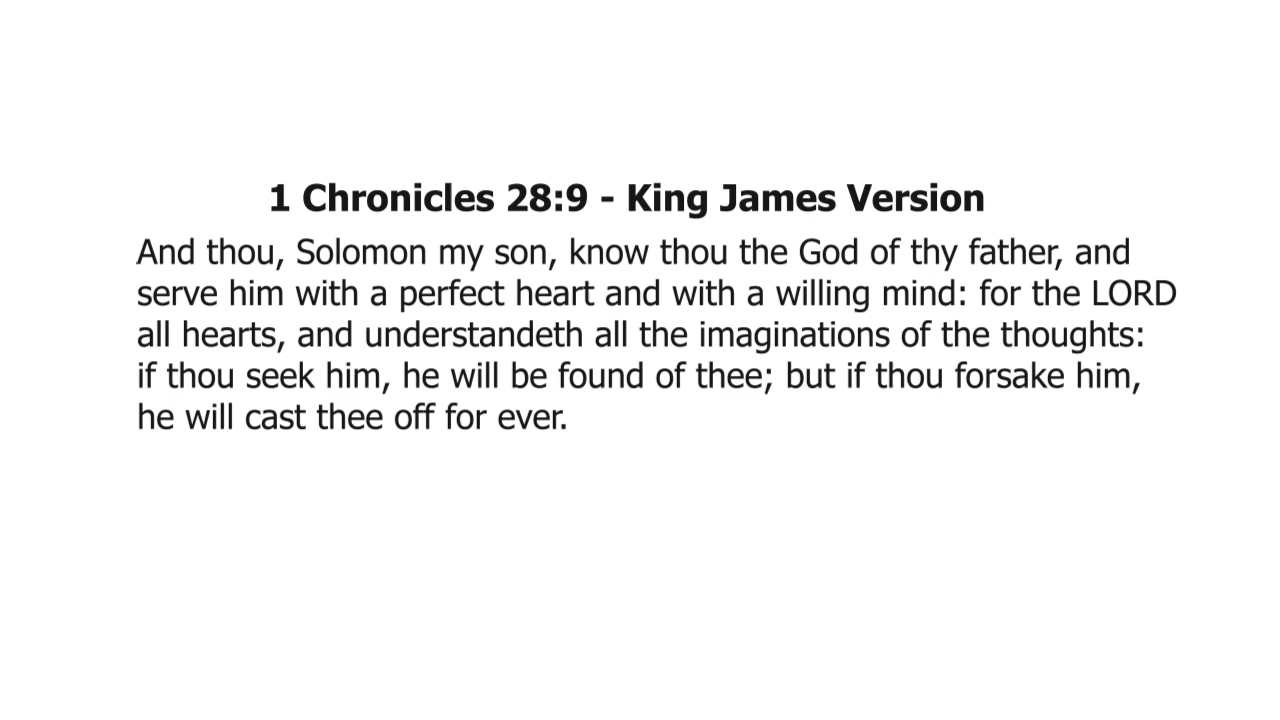 1 Chronicles 28:9 - King James Version
And thou, Solomon my son, know thou the God of thy father, and
serve him with a perfect heart and with a willing mind: for the LORD
all hearts, and understandeth all the imaginations of the thoughts:
if thou seek him, he will be found of thee; but if thou forsake him,
he will cast thee off for ever.